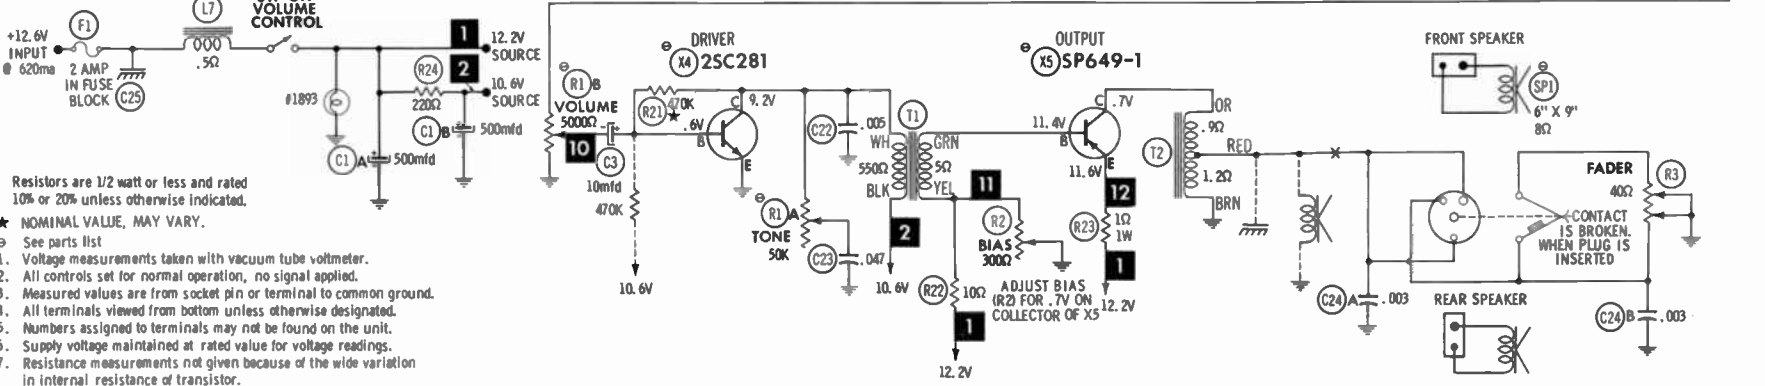 F1
L7
VOLUME
CONTROL
+12.6V
INPUT
@ 620ma
.5Ω
2 AMP
IN FUSE
BLOCK
C25
#1893
1
12.2V
SOURCE
R24
2
10.6V
SOURCE
220Ω
C1 B
500mfd
C1 A
500mfd
Resistors are 1/2 watt or less and rated
10% or 20% unless otherwise indicated.
★ NOMINAL VALUE, MAY VARY.
⊖ See parts list
1. Voltage measurements taken with vacuum tube voltmeter.
2. All controls set for normal operation, no signal applied.
3. Measured values are from socket pin or terminal to common ground.
4. All terminals viewed from bottom unless otherwise designated.
5. Numbers assigned to terminals may not be found on the unit.
6. Supply voltage maintained at rated value for voltage readings.
7. Resistance measurements not given because of the wide variation
in internal resistance of transistor.
⊖
R1 B
VOLUME
5000Ω
10
C3
10mfd
470K
10.6V
DRIVER
⊖
X4 2SC281
R21
470K
★
.6V
B
C
9.2V
E
⊖
R1 A
TONE
50K
C22
.005
C23
.047
T1
WH
550Ω
BLK
GRN
5Ω
YEL
2
10.6V
11
R22
10Ω
1
12.2V
R2
BIAS
300Ω
ADJUST BIAS
(R2) FOR .7V ON
COLLECTOR OF X5
OUTPUT
⊖
X5 SP649-1
11.4V
B
C
.7V
E
11.6V
12
R23
1Ω
1W
1
12.2V
T2
OR
.9Ω
RED
1.2Ω
BRN
FRONT SPEAKER
⊖
SP1
6" X 9"
8Ω
FADER
R3
40Ω
CONTACT
IS BROKEN.
WHEN PLUG IS
INSERTED
C24 A
.003
REAR SPEAKER
C24 B
.003